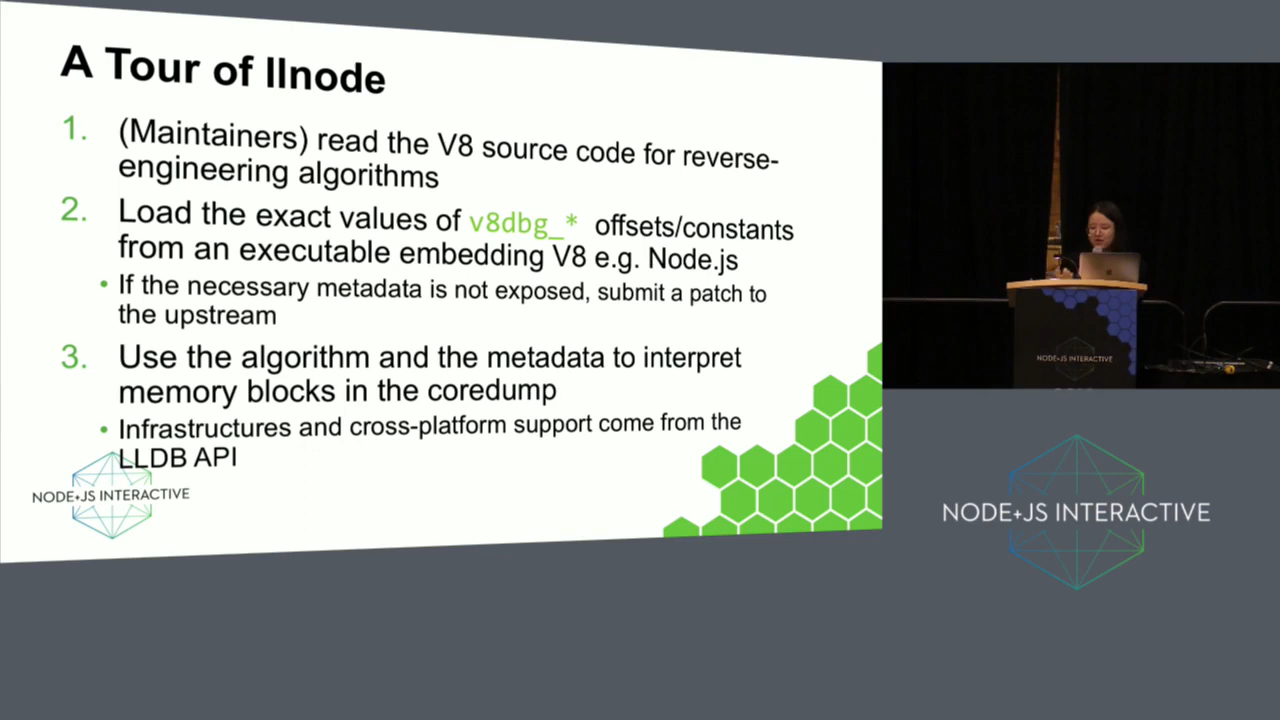 A Tour of llnode
1. (Maintainers) read the V8 source code for reverse-
engineering algorithms
2. Load the exact values of v8dbg_* offsets/constants
from an executable embedding V8 e.g. Node.js
• If the necessary metadata is not exposed, submit a patch to
the upstream
3. Use the algorithm and the metadata to interpret
memory blocks in the coredump
• Infrastructures and cross-platform support come from the
LLDB API
NODE+JS INTERACTIVE
NODE+JS INTERACTIVE
NODE+JS INTERACTIVE